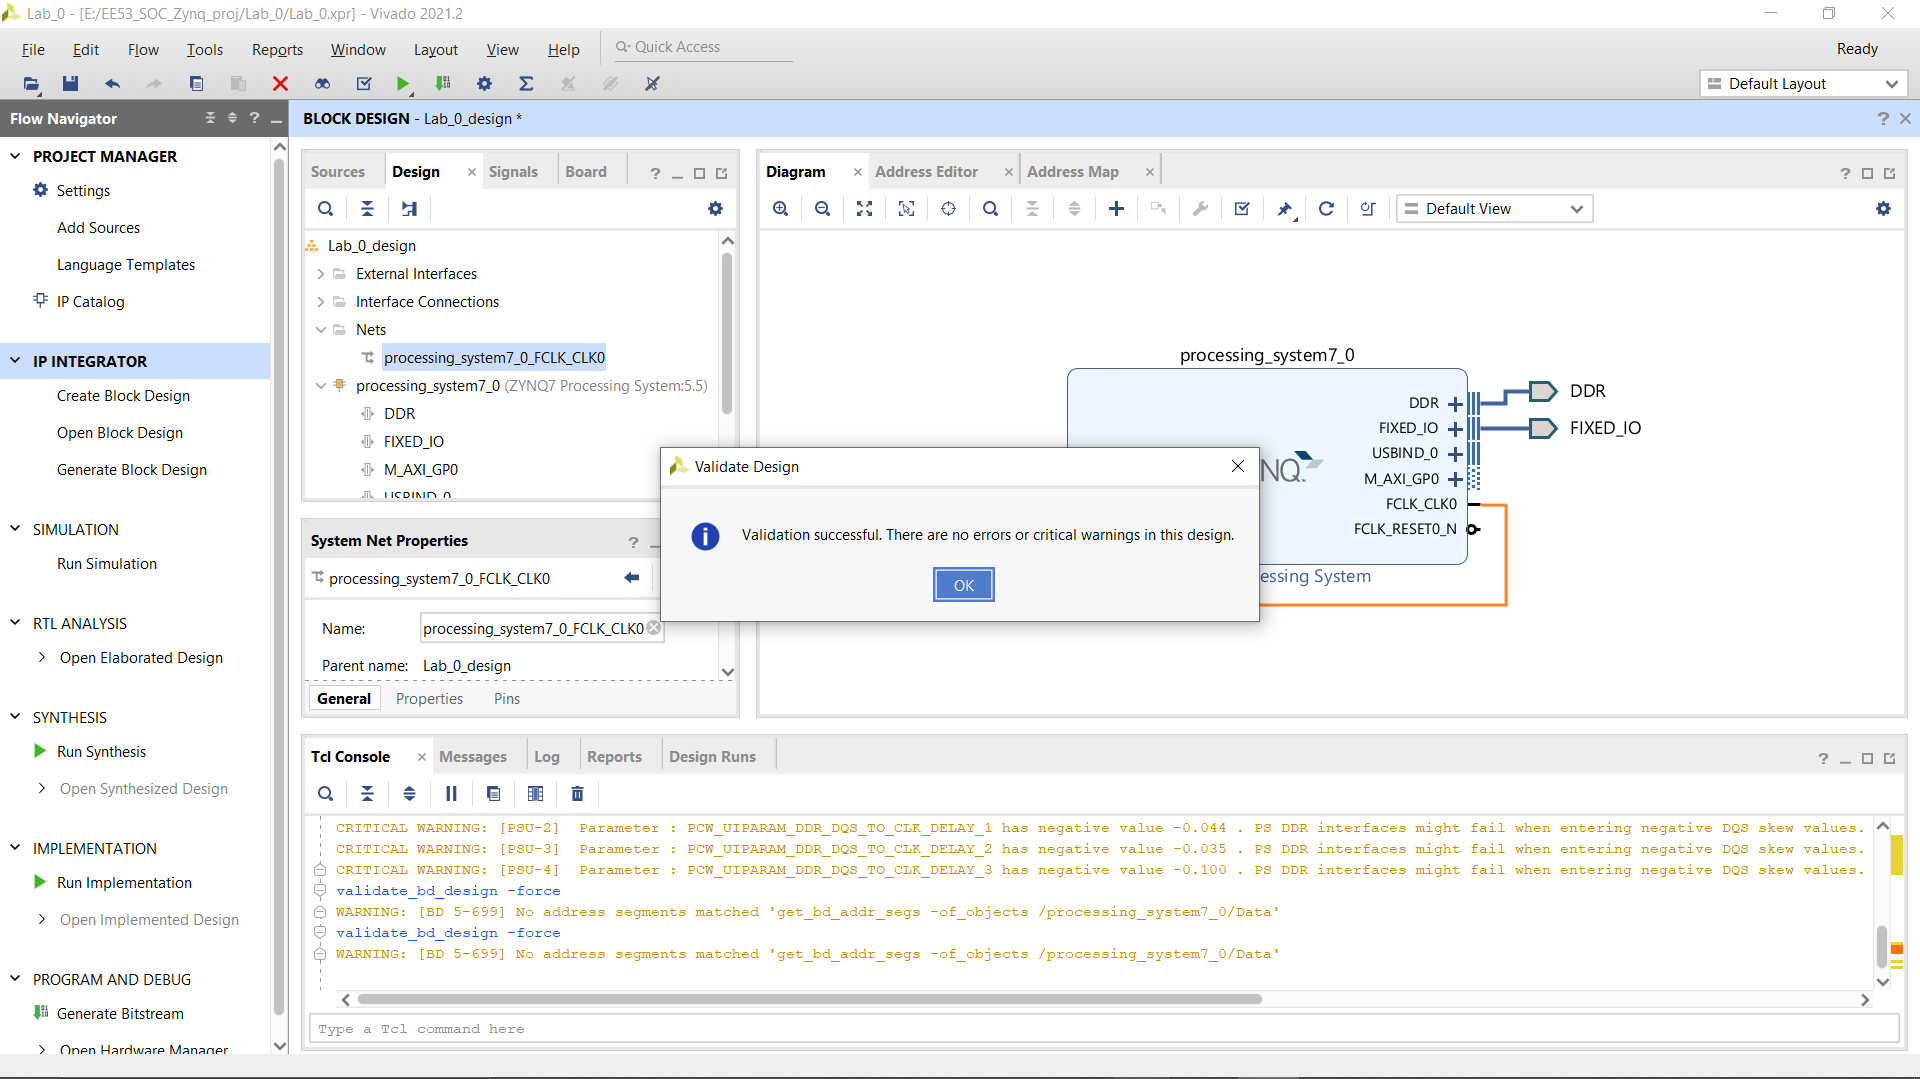 Lab_0 - [E:/EE53_SOC_Zynq_proj/Lab_0/Lab_0.xpr] - Vivado 2021.2
File Edit Flow Tools Reports Window Layout View Help Quick Access
Ready
Default Layout
Flow Navigator
PROJECT MANAGER
Settings
Add Sources
Language Templates
IP Catalog
IP INTEGRATOR
Create Block Design
Open Block Design
Generate Block Design
SIMULATION
Run Simulation
RTL ANALYSIS
Open Elaborated Design
SYNTHESIS
Run Synthesis
Open Synthesized Design
IMPLEMENTATION
Run Implementation
Open Implemented Design
PROGRAM AND DEBUG
Generate Bitstream
Open Hardware Manager
BLOCK DESIGN - Lab_0_design *
Sources Design Signals Board
Lab_0_design
External Interfaces
Interface Connections
Nets
processing_system7_0_FCLK_CLK0
processing_system7_0 (ZYNQ7 Processing System:5.5)
DDR
FIXED_IO
M_AXI_GP0
USBIND_0
System Net Properties
processing_system7_0_FCLK_CLK0
Name: processing_system7_0_FCLK_CLK0
Parent name: Lab_0_design
General Properties Pins
Diagram Address Editor Address Map
Default View
processing_system7_0
DDR
FIXED_IO
USBIND_0
M_AXI_GP0
FCLK_CLK0
FCLK_RESET0_N
NQ.
essing System
DDR
FIXED_IO
Validate Design
Validation successful. There are no errors or critical warnings in this design.
OK
Tcl Console Messages Log Reports Design Runs
CRITICAL WARNING: [PSU-2] Parameter : PCW_UIPARAM_DDR_DQS_TO_CLK_DELAY_1 has negative value -0.044 . PS DDR interfaces might fail when entering negative DQS skew values.
CRITICAL WARNING: [PSU-3] Parameter : PCW_UIPARAM_DDR_DQS_TO_CLK_DELAY_2 has negative value -0.035 . PS DDR interfaces might fail when entering negative DQS skew values.
CRITICAL WARNING: [PSU-4] Parameter : PCW_UIPARAM_DDR_DQS_TO_CLK_DELAY_3 has negative value -0.100 . PS DDR interfaces might fail when entering negative DQS skew values.
validate_bd_design -force
WARNING: [BD 5-699] No address segments matched 'get_bd_addr_segs -of_objects /processing_system7_0/Data'
validate_bd_design -force
WARNING: [BD 5-699] No address segments matched 'get_bd_addr_segs -of_objects /processing_system7_0/Data'
Type a Tcl command here